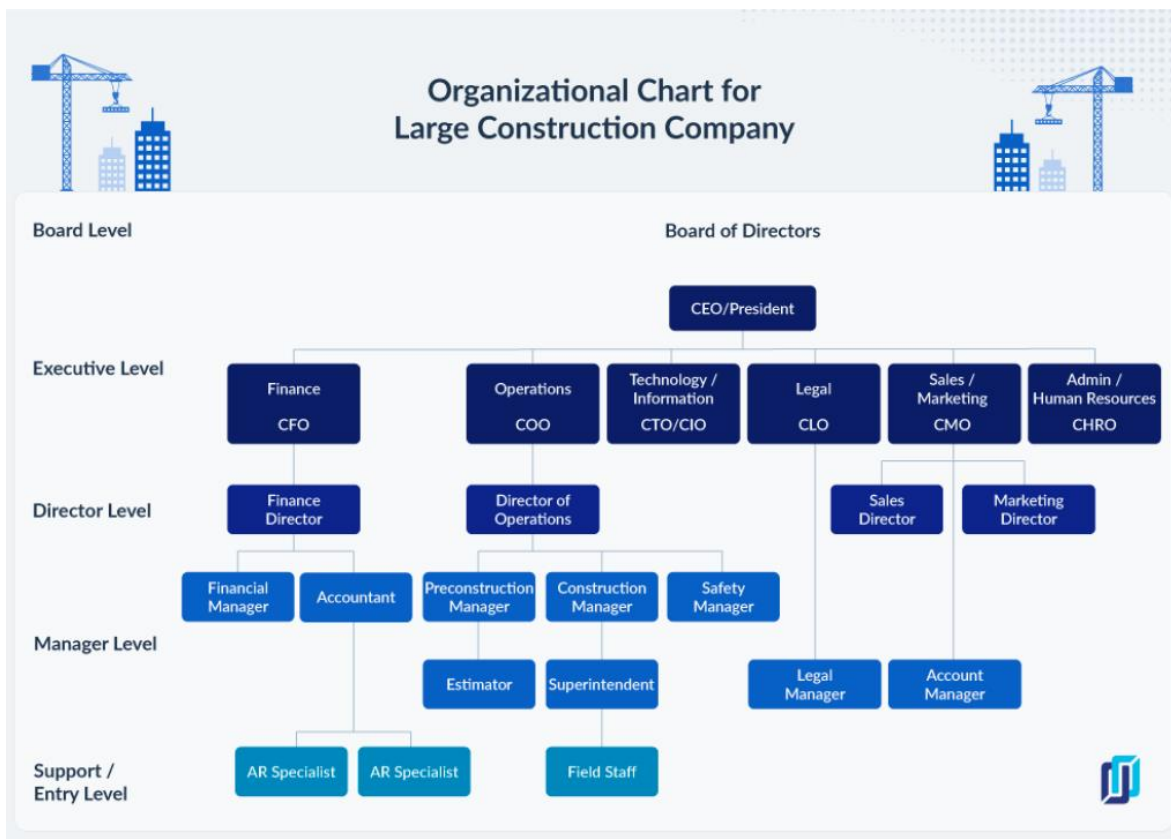 Organizational Chart for
Large Construction Company
Board Level
Board of Directors
CEO/President
Executive Level
Finance
CFO
Operations
COO
Technology /
Information
CTO/CIO
Legal
CLO
Sales /
Marketing
CMO
Admin /
Human Resources
CHRO
Director Level
Finance
Director
Director of
Operations
Sales
Director
Marketing
Director
Financial
Manager
Accountant
Preconstruction
Manager
Construction
Manager
Safety
Manager
Manager Level
Estimator
Superintendent
Legal
Manager
Account
Manager
Support /
Entry Level
AR Specialist
AR Specialist
Field Staff